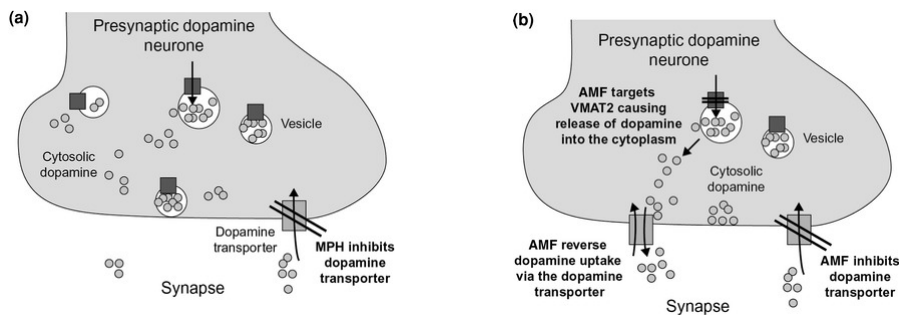 (a)
Presynaptic dopamine
neurone
Vesicle
Cytosolic
dopamine
Dopamine
transporter
MPH inhibits
dopamine
transporter
Synapse
(b)
Presynaptic dopamine
neurone
AMF targets
VMAT2 causing
release of dopamine
into the cytoplasm
Vesicle
Cytosolic
dopamine
AMF reverse
dopamine uptake
via the dopamine
transporter
AMF inhibits
dopamine
transporter
Synapse